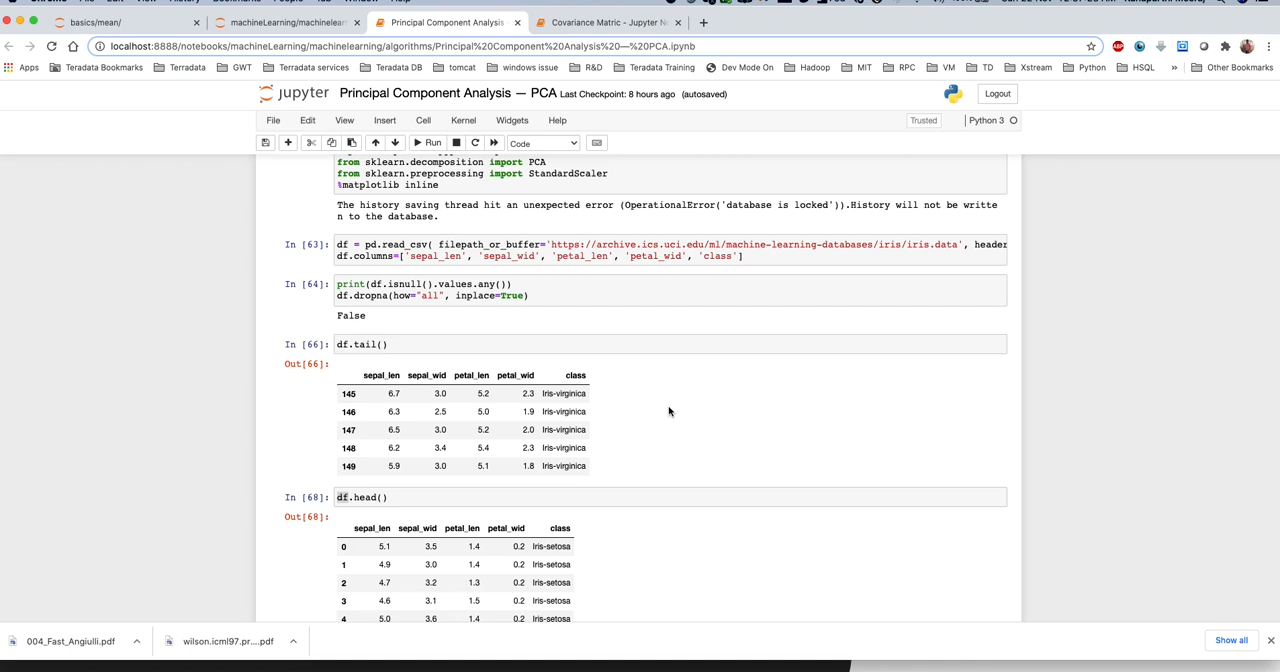 basics/mean/ × machineLearning/machinelearn × Principal Component Analysis × Covariance Matric - Jupyter No × +
localhost:8888/notebooks/machineLearning/machinelearning/algorithms/Principal%20Component%20Analysis%20—%20PCA.ipynb
Apps Teradata Bookmarks Terradata GWT Terradata services Teradata DB tomcat windows issue R&D Teradata Training Dev Mode On Hadoop MIT RPC VM TD Xstream Python HSQL » Other Bookmarks
jupyter Principal Component Analysis — PCA Last Checkpoint: 8 hours ago (autosaved) Logout
File Edit View Insert Cell Kernel Widgets Help Trusted Python 3
Run Code
from sklearn.decomposition import PCA
from sklearn.preprocessing import StandardScaler
%matplotlib inline
The history saving thread hit an unexpected error (OperationalError('database is locked')).History will not be writte
n to the database.
In [63]: df = pd.read_csv( filepath_or_buffer='https://archive.ics.uci.edu/ml/machine-learning-databases/iris/iris.data', header
df.columns=['sepal_len', 'sepal_wid', 'petal_len', 'petal_wid', 'class']
In [64]: print(df.isnull().values.any())
df.dropna(how="all", inplace=True)
False
In [66]: df.tail()
Out[66]:
sepal_len sepal_wid petal_len petal_wid class
145 6.7 3.0 5.2 2.3 Iris-virginica
146 6.3 2.5 5.0 1.9 Iris-virginica
147 6.5 3.0 5.2 2.0 Iris-virginica
148 6.2 3.4 5.4 2.3 Iris-virginica
149 5.9 3.0 5.1 1.8 Iris-virginica
In [68]: df.head()
Out[68]:
sepal_len sepal_wid petal_len petal_wid class
0 5.1 3.5 1.4 0.2 Iris-setosa
1 4.9 3.0 1.4 0.2 Iris-setosa
2 4.7 3.2 1.3 0.2 Iris-setosa
3 4.6 3.1 1.5 0.2 Iris-setosa
4 5.0 3.6 1.4 0.2 Iris-setosa
004_Fast_Angiulli.pdf wilson.icml97.pr....pdf Show all